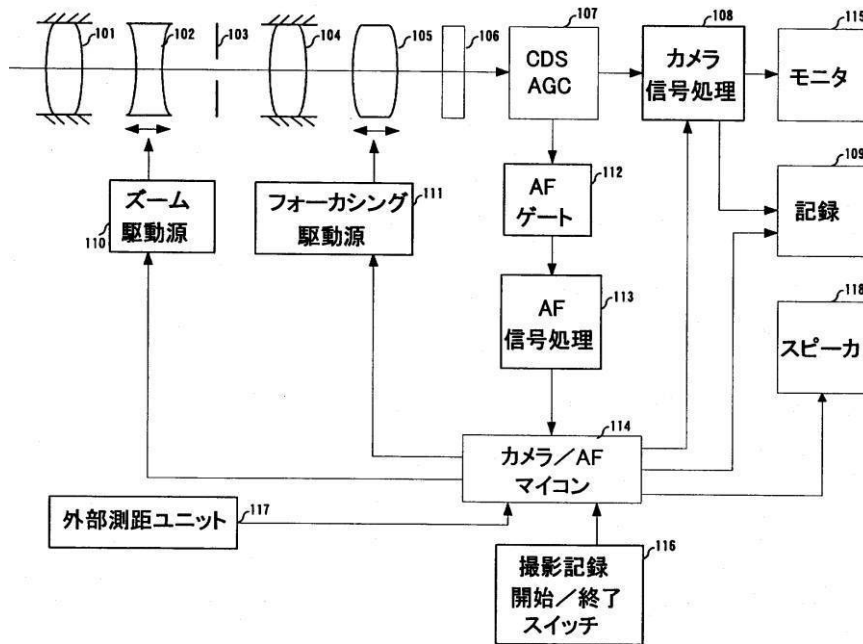 101
102
103
104
105
106
107
CDS
AGC
108
カメラ
信号処理
115
モニタ
109
記録
110
ズーム
駆動源
111
フォーカシング
駆動源
112
AF
ゲート
113
AF
信号処理
118
スピーカ
114
カメラ／AF
マイコン
117
外部測距ユニット
116
撮影記録
開始／終了
スイッチ